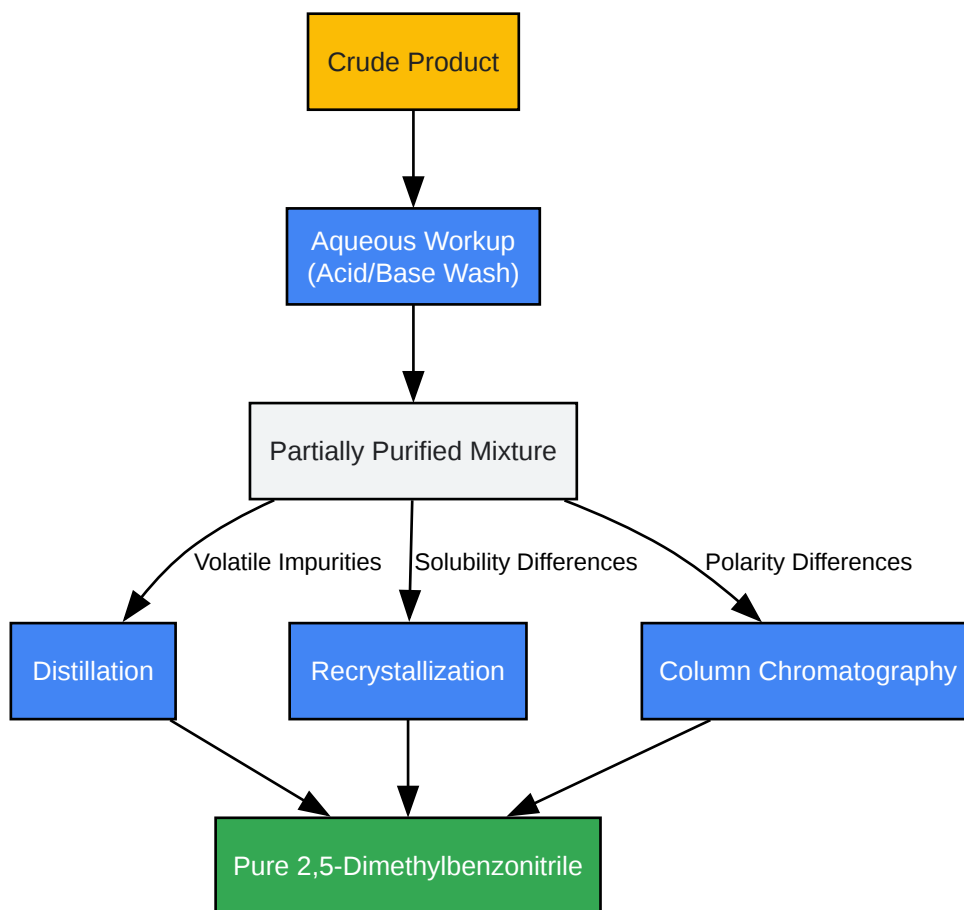 Crude Product
Aqueous Workup
(Acid/Base Wash)
Partially Purified Mixture
Volatile Impurities
Solubility Differences
Polarity Differences
Distillation
Recrystallization
Column Chromatography
Pure 2,5-Dimethylbenzonitrile